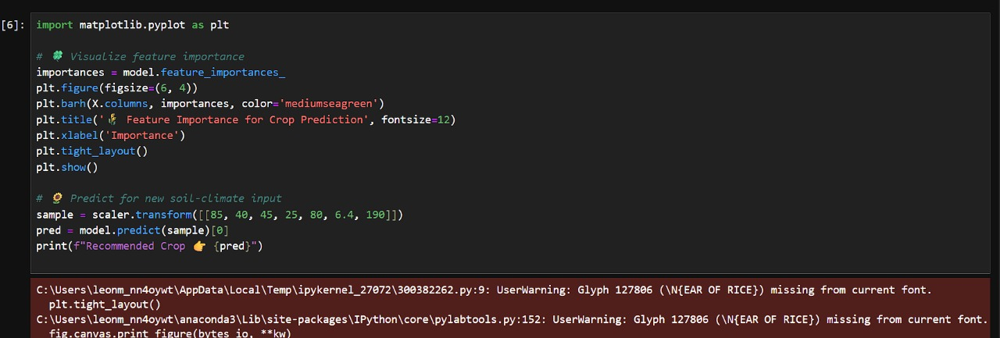 [6]: import matplotlib.pyplot as plt
# 🍀 Visualize feature importance
importances = model.feature_importances_
plt.figure(figsize=(6, 4))
plt.barh(X.columns, importances, color='mediumseagreen')
plt.title('🌾 Feature Importance for Crop Prediction', fontsize=12)
plt.xlabel('Importance')
plt.tight_layout()
plt.show()
# 🌻 Predict for new soil-climate input
sample = scaler.transform([[85, 40, 45, 25, 80, 6.4, 190]])
pred = model.predict(sample)[0]
print(f"Recommended Crop 👉 {pred}")
C:\Users\leonm_nn4oywt\AppData\Local\Temp\ipykernel_27072\300382262.py:9: UserWarning: Glyph 127806 (\N{EAR OF RICE}) missing from current font.
plt.tight_layout()
C:\Users\leonm_nn4oywt\anaconda3\Lib\site-packages\IPython\core\pylabtools.py:152: UserWarning: Glyph 127806 (\N{EAR OF RICE}) missing from current font.
fig.canvas.print_figure(bytes_io, **kw)